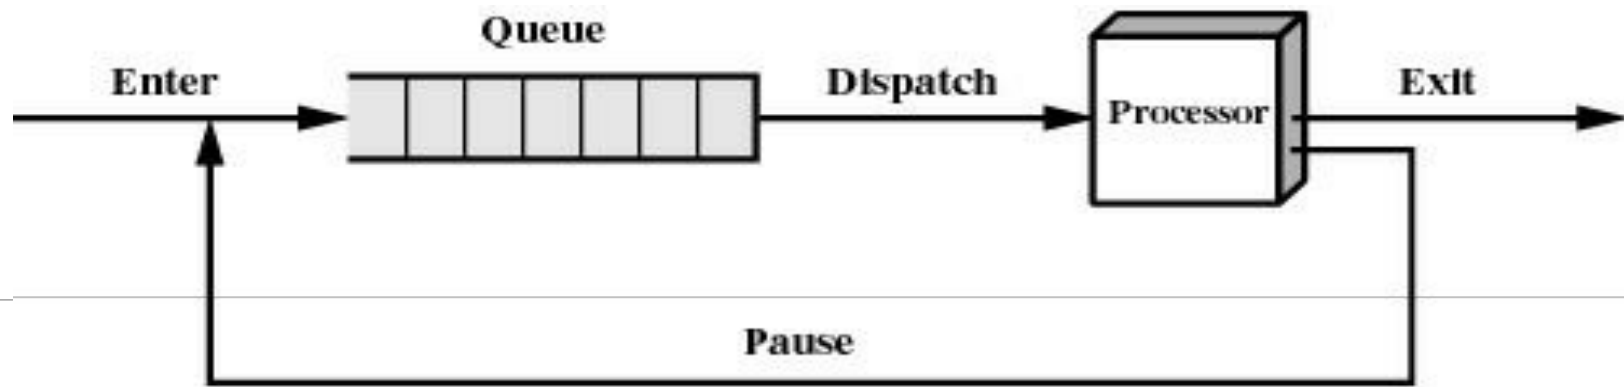 Queue
Enter
Dispatch
Processor
Exit
Pause